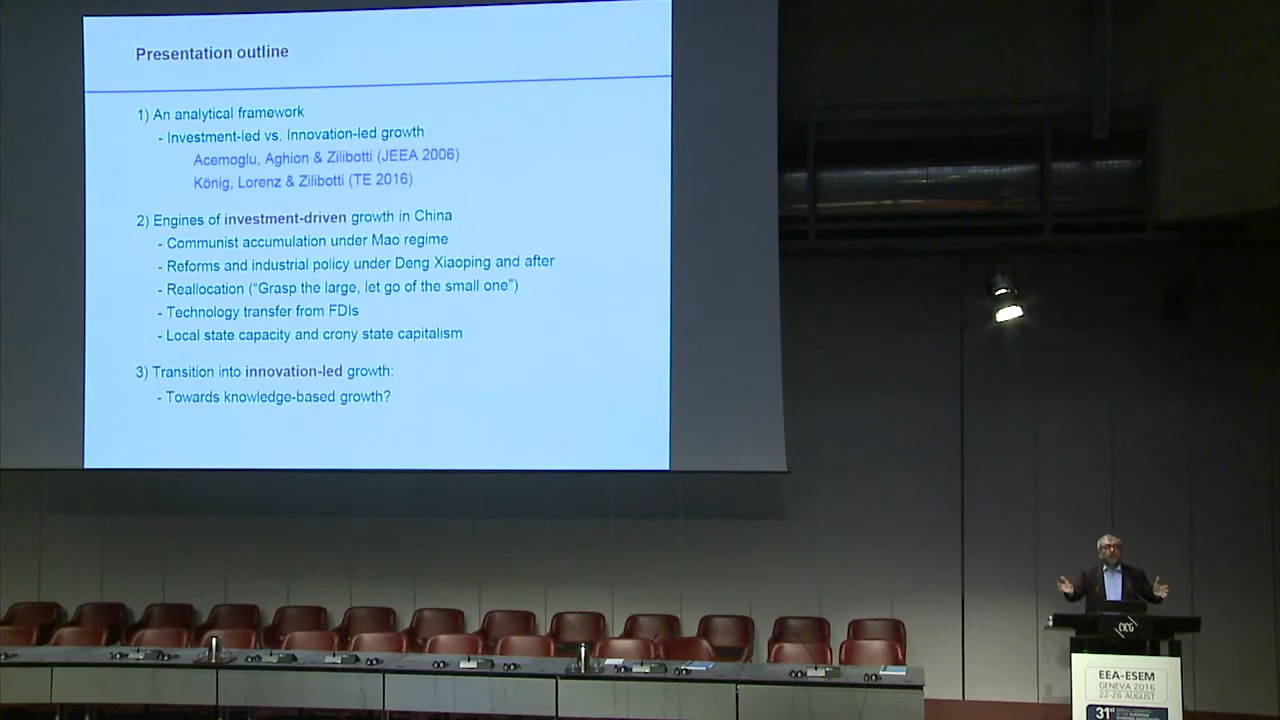 Presentation outline
1) An analytical framework
- Investment-led vs. Innovation-led growth
Acemoglu, Aghion & Zilibotti (JEEA 2006)
König, Lorenz & Zilibotti (TE 2016)
2) Engines of investment-driven growth in China
- Communist accumulation under Mao regime
- Reforms and industrial policy under Deng Xiaoping and after
- Reallocation (“Grasp the large, let go of the small one”)
- Technology transfer from FDIs
- Local state capacity and crony state capitalism
3) Transition into innovation-led growth:
- Towards knowledge-based growth?
CICG
EEA-ESEM
GENEVA 2016
22-26 AUGUST
31st